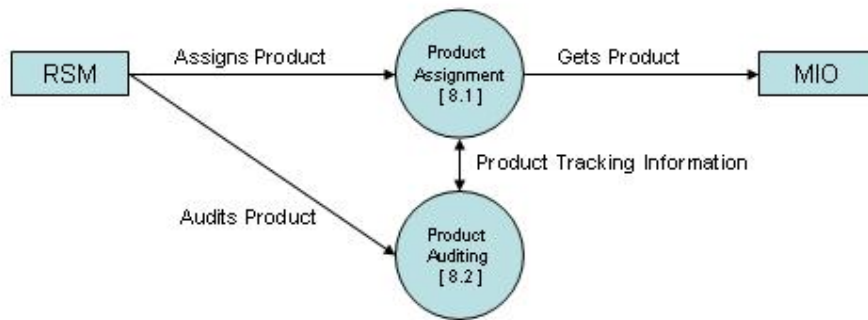 RSM
Assigns Product
Product
Assignment
[ 8.1 ]
Gets Product
MIO
Product Tracking Information
Audits Product
Product
Auditing
[ 8.2 ]